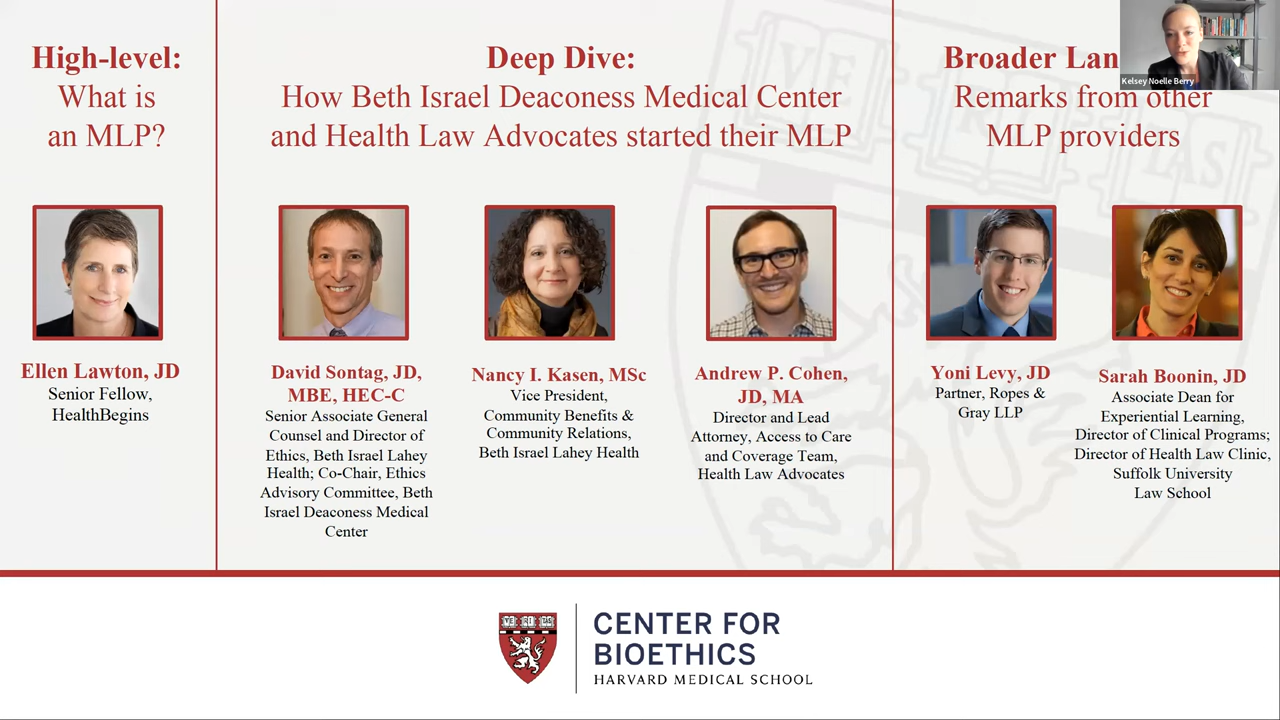 High-level:
What is
an MLP?
Ellen Lawton, JD
Senior Fellow,
HealthBegins
Deep Dive:
How Beth Israel Deaconess Medical Center
and Health Law Advocates started their MLP
David Sontag, JD,
MBE, HEC-C
Senior Associate General
Counsel and Director of
Ethics, Beth Israel Lahey
Health; Co-Chair, Ethics
Advisory Committee, Beth
Israel Deaconess Medical
Center
Nancy I. Kasen, MSc
Vice President,
Community Benefits &
Community Relations,
Beth Israel Lahey Health
Andrew P. Cohen,
JD, MA
Director and Lead
Attorney, Access to Care
and Coverage Team,
Health Law Advocates
Broader Lan
Remarks from other
MLP providers
Kelsey Noelle Berry
Yoni Levy, JD
Partner, Ropes &
Gray LLP
Sarah Boonin, JD
Associate Dean for
Experiential Learning,
Director of Clinical Programs;
Director of Health Law Clinic,
Suffolk University
Law School
VE RI TAS
CENTER FOR
BIOETHICS
HARVARD MEDICAL SCHOOL